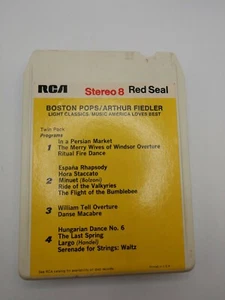 RCA Stereo 8 Red Seal
BOSTON POPS/ARTHUR FIEDLER
LIGHT CLASSICS/MUSIC AMERICA LOVES BEST
Twin Pack
Programs
1 In a Persian Market
The Merry Wives of Windsor Overture
Ritual Fire Dance
2 España Rhapsody
Hora Staccato
Minuet (Bolzoni)
Ride of the Valkyries
The Flight of the Bumblebee
3 William Tell Overture
Danse Macabre
4 Hungarian Dance No. 6
The Last Spring
Largo (Handel)
Serenade for Strings: Waltz